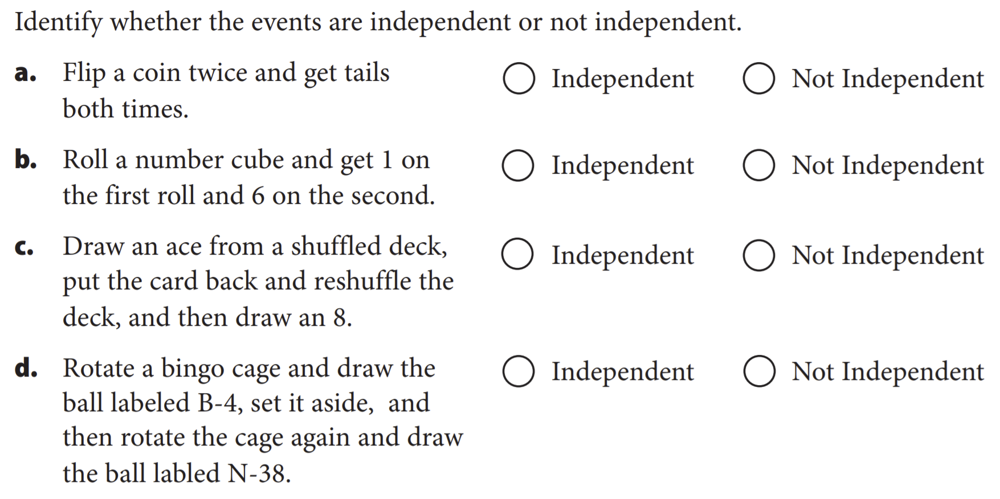 Identify whether the events are independent or not independent.
a. Flip a coin twice and get tails Independent Not Independent
both times.
b. Roll a number cube and get 1 on Independent Not Independent
the first roll and 6 on the second.
c. Draw an ace from a shuffled deck, Independent Not Independent
put the card back and reshuffle the
deck, and then draw an 8.
d. Rotate a bingo cage and draw the Independent Not Independent
ball labeled B-4, set it aside, and
then rotate the cage again and draw
the ball labled N-38.